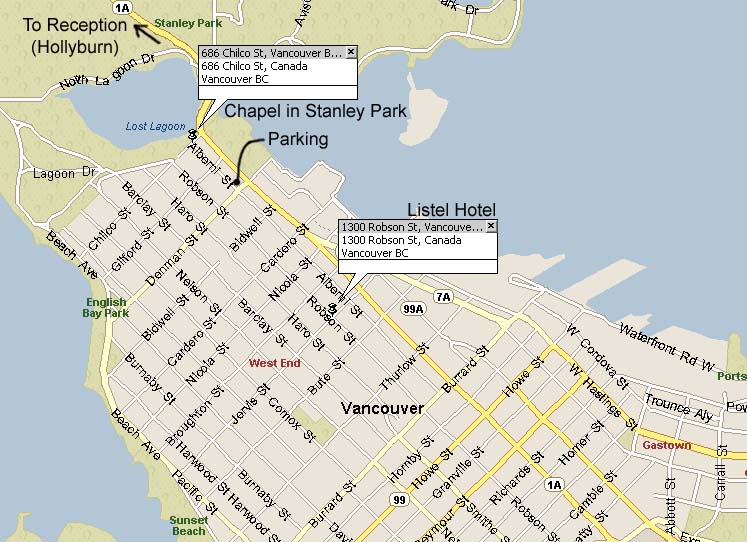 1A
To Reception
(Hollyburn)
Stanley Park
Park Dr
686 Chilco St, Vancouver B...
686 Chilco St, Canada
Vancouver BC
North Lagoon Dr
Chapel in Stanley Park
Lost Lagoon
Parking
Alberni St
Lagoon Dr
Robson St
Barclay St
Haro St
Chilco St
Gilford St
Beach Ave
Denman St
Bidwell St
Cardero St
Listel Hotel
1300 Robson St, Vancouve...
1300 Robson St, Canada
Vancouver BC
English
Bay Park
Nelson St
Nicola St
Alberni St
Robson St
7A
99A
Bidwell St
Cardero St
Barclay St
Haro St
Waterfront Rd W
W Cordova St
West End
Nicola St
Bute St
Thurlow St
Burrard St
Howe St
W Hastings St
Ports
Burnaby St
Broughton St
Jervis St
Comox St
Vancouver
Trounce Aly
Pow
Beach Ave
Gastown
Harwood St
Pacific St
Burnaby St
Harwood St
Hornby St
Howe St
Granville St
Homer St
Richards St
1A
Carrall St
Abbott St
Cambie St
Robson St
Burrard St
99
Seymour St
Smithe St
Nelson St
Sunset
Beach